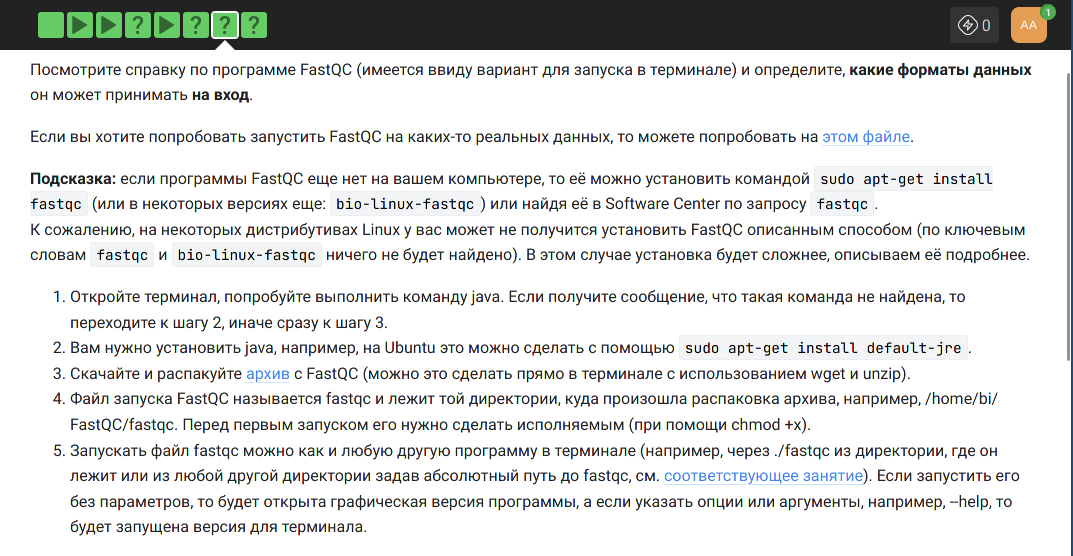 ? ? ? ? 0 AA 1
Посмотрите справку по программе FastQC (имеется ввиду вариант для запуска в терминале) и определите, какие форматы данных
он может принимать на вход.
Если вы хотите попробовать запустить FastQC на каких-то реальных данных, то можете попробовать на этом файле.
Подсказка: если программы FastQC еще нет на вашем компьютере, то её можно установить командой sudo apt-get install
fastqc (или в некоторых версиях еще: bio-linux-fastqc ) или найдя её в Software Center по запросу fastqc .
К сожалению, на некоторых дистрибутивах Linux у вас может не получится установить FastQC описанным способом (по ключевым
словам fastqc и bio-linux-fastqc ничего не будет найдено). В этом случае установка будет сложнее, описываем её подробнее.
1. Откройте терминал, попробуйте выполнить команду java. Если получите сообщение, что такая команда не найдена, то
переходите к шагу 2, иначе сразу к шагу 3.
2. Вам нужно установить java, например, на Ubuntu это можно сделать с помощью sudo apt-get install default-jre .
3. Скачайте и распакуйте архив с FastQC (можно это сделать прямо в терминале с использованием wget и unzip).
4. Файл запуска FastQC называется fastqc и лежит той директории, куда произошла распаковка архива, например, /home/bi/
FastQC/fastqc. Перед первым запуском его нужно сделать исполняемым (при помощи chmod +x).
5. Запускать файл fastqc можно как и любую другую программу в терминале (например, через ./fastqc из директории, где он
лежит или из любой другой директории задав абсолютный путь до fastqc, см. соответствующее занятие). Если запустить его
без параметров, то будет открыта графическая версия программы, а если указать опции или аргументы, например, --help, то
будет запущена версия для терминала.